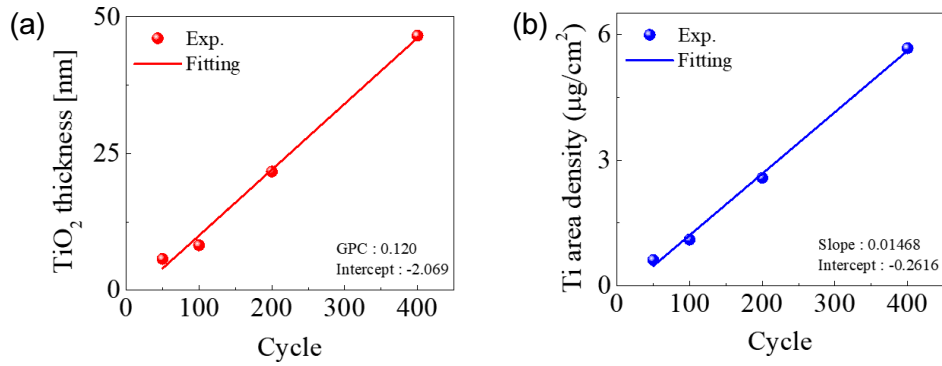 (a)
50
25
0
TiO₂ thickness [nm]
Exp.
Fitting
GPC : 0.120
Intercept : -2.069
0 100 200 300 400
Cycle
(b)
6
3
0
Ti area density (μg/cm²)
Exp.
Fitting
Slope : 0.01468
Intercept : -0.2616
0 100 200 300 400
Cycle